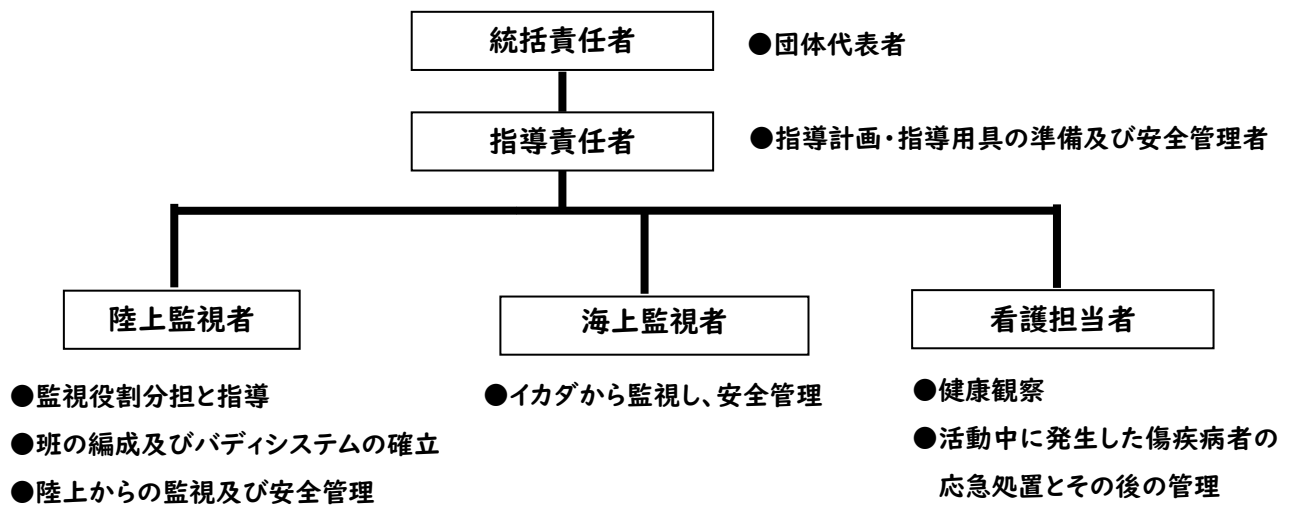 統括責任者
●団体代表者
指導責任者
●指導計画・指導用具の準備及び安全管理者
陸上監視者
●監視役割分担と指導
●班の編成及びバディシステムの確立
●陸上からの監視及び安全管理
海上監視者
●イカダから監視し、安全管理
看護担当者
●健康観察
●活動中に発生した傷疾病者の
応急処置とその後の管理